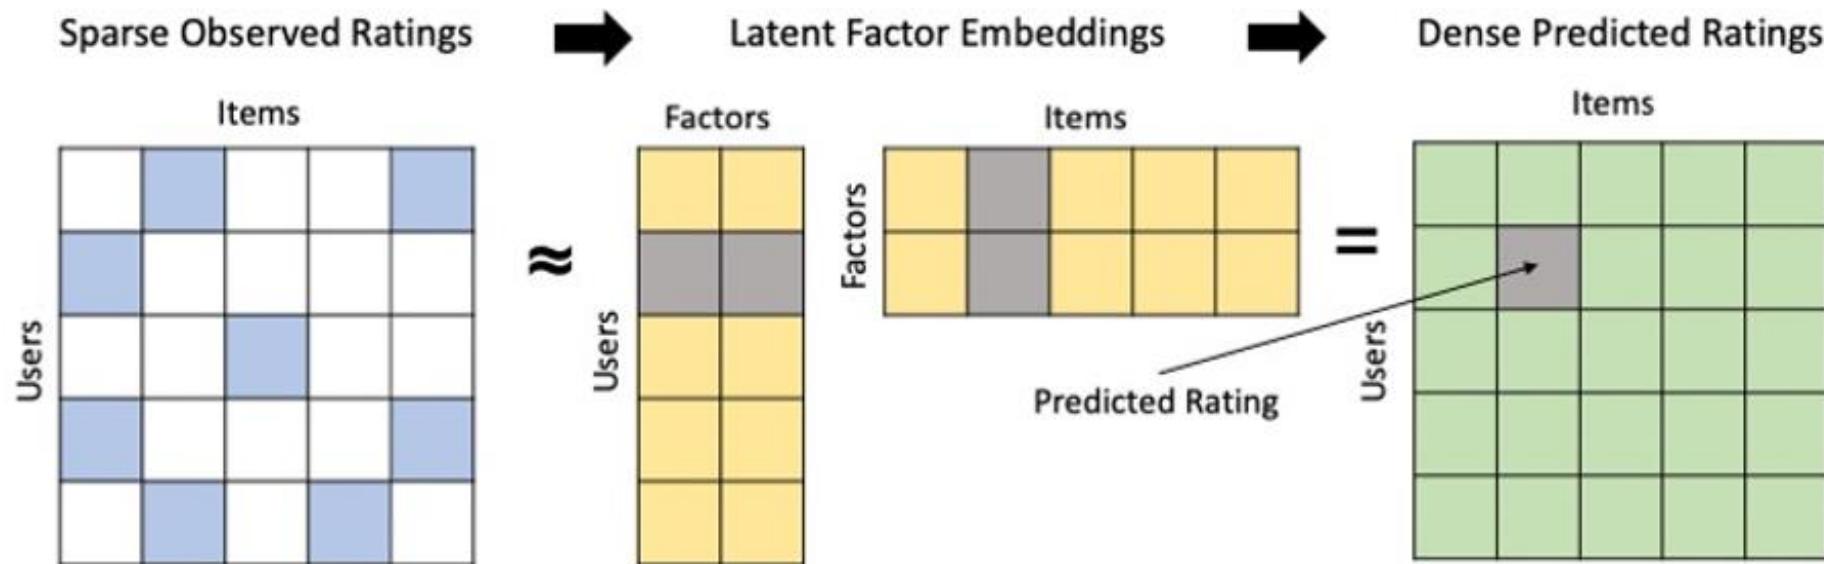 Sparse Observed Ratings
Latent Factor Embeddings
Dense Predicted Ratings
Items
Users
≈
Factors
Users
Items
Factors
=
Items
Users
Predicted Rating